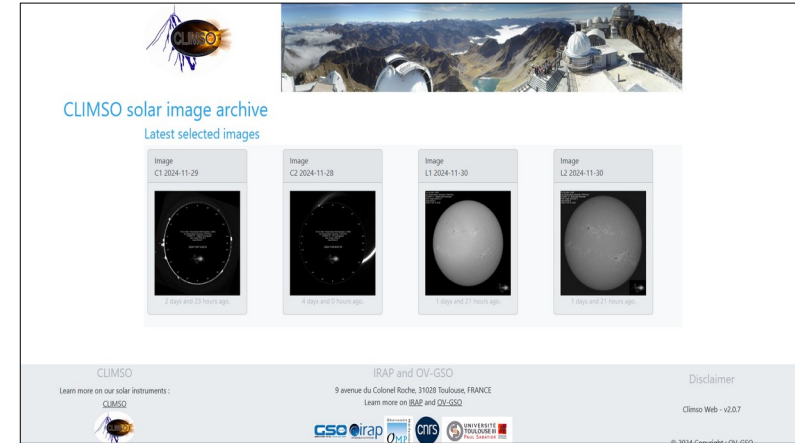 CLIMSO
CLIMSO solar image archive
Latest selected images
Image
C1 2024-11-29
2 days and 23 hours ago.
Image
C2 2024-11-28
4 days and 0 hours ago.
Image
L1 2024-11-30
1 days and 21 hours ago.
Image
L2 2024-11-30
1 days and 21 hours ago.
CLIMSO
Learn more on our solar instruments :
CLIMSO
IRAP and OV-GSO
9 avenue du Colonel Roche, 31028 Toulouse, FRANCE
Learn more on IRAP and OV-GSO
GSO
irap
OMP
cnrs
UNIVERSITÉ
TOULOUSE III
PAUL SABATIER
Disclaimer
Climso Web - v2.0.7
© 2024 Copyright : OV-GSO